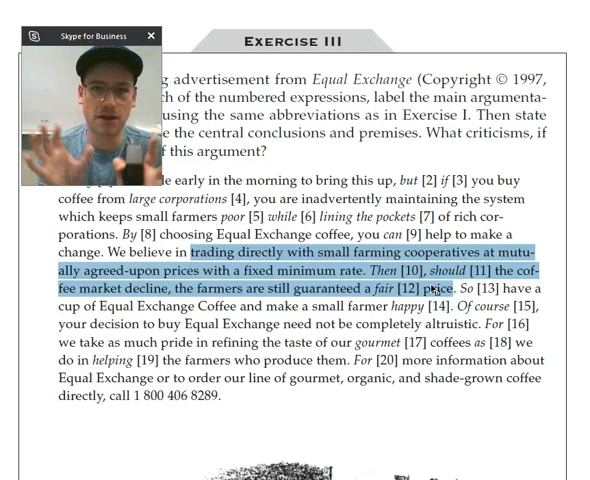 Skype for Business
EXERCISE III
g advertisement from Equal Exchange (Copyright © 1997,
ch of the numbered expressions, label the main argumenta-
using the same abbreviations as in Exercise I. Then state
e the central conclusions and premises. What criticisms, if
f this argument?
le early in the morning to bring this up, but [2] if [3] you buy
coffee from large corporations [4], you are inadvertently maintaining the system
which keeps small farmers poor [5] while [6] lining the pockets [7] of rich cor-
porations. By [8] choosing Equal Exchange coffee, you can [9] help to make a
change. We believe in trading directly with small farming cooperatives at mutu-
ally agreed-upon prices with a fixed minimum rate. Then [10], should [11] the cof-
fee market decline, the farmers are still guaranteed a fair [12] price. So [13] have a
cup of Equal Exchange Coffee and make a small farmer happy [14]. Of course [15],
your decision to buy Equal Exchange need not be completely altruistic. For [16]
we take as much pride in refining the taste of our gourmet [17] coffees as [18] we
do in helping [19] the farmers who produce them. For [20] more information about
Equal Exchange or to order our line of gourmet, organic, and shade-grown coffee
directly, call 1 800 406 8289.